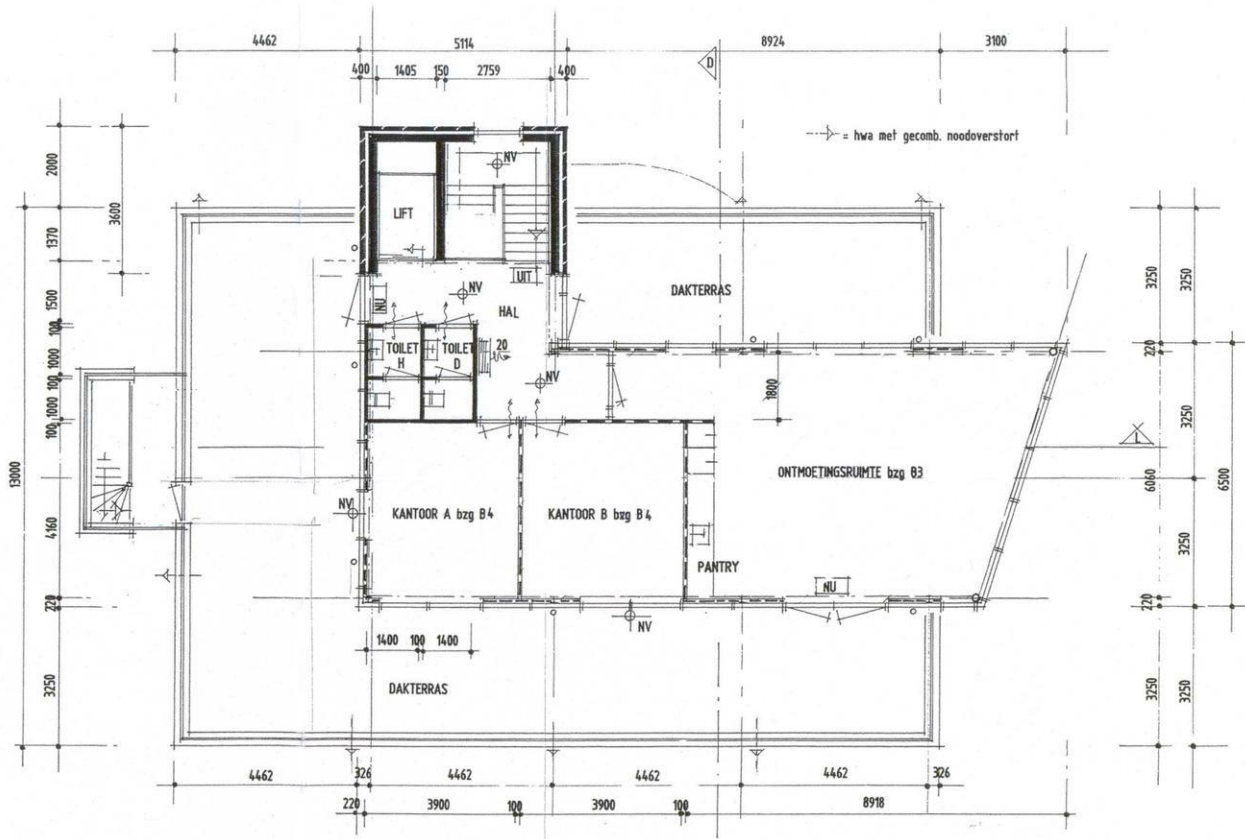 4462 5114 8924 3100
400 1405 150 2759 400
D
= hwa met gecomb. noodoverstort
NV
2000
3600
LIFT
1370
UIT
3250 3250
NV
DAKTERRAS
NU
HAL
1500
100
TOILET H
TOILET D
20
220
1000
NV
1800
100
1000
3250
100
L
13000
ONTMOETINGSRUIMTE bzg B3
6060
6500
NV
KANTOOR A bzg B4
KANTOOR B bzg B4
4160
3250
PANTRY
NU
220
220
NV
1400 100 1400
3250
DAKTERRAS
3250 3250
4462 326 4462 4462 4462 326
220 3900 100 3900 100 8918